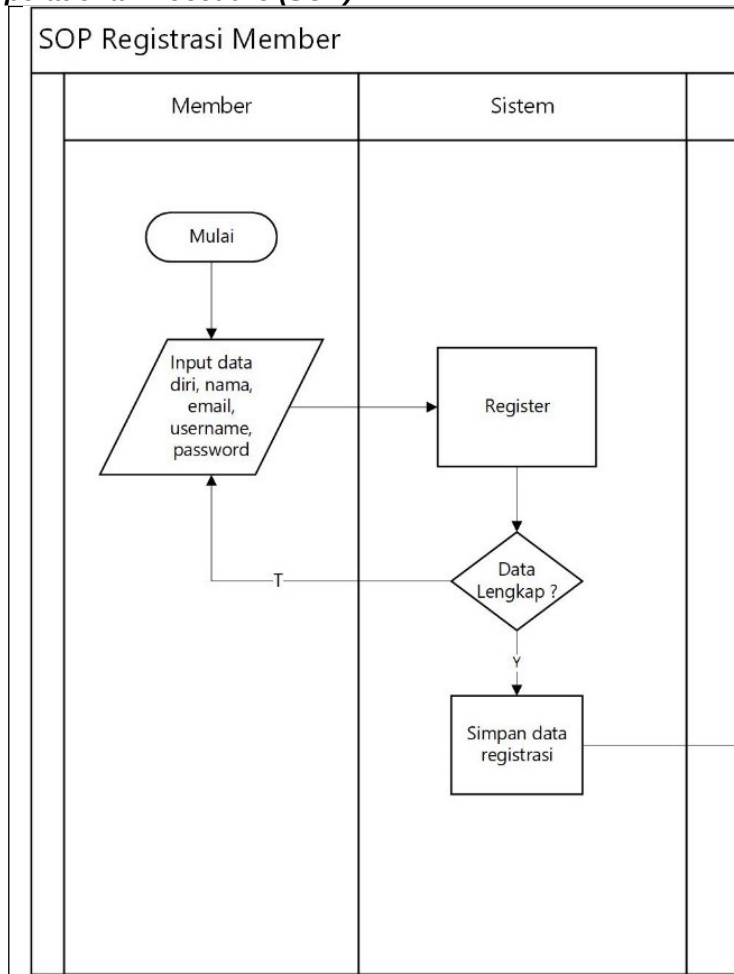 (SOP)
SOP Registrasi Member
Member
Sistem
Mulai
Input data
diri, nama,
email,
username,
password
Register
T
Data
Lengkap ?
Y
Simpan data
registrasi